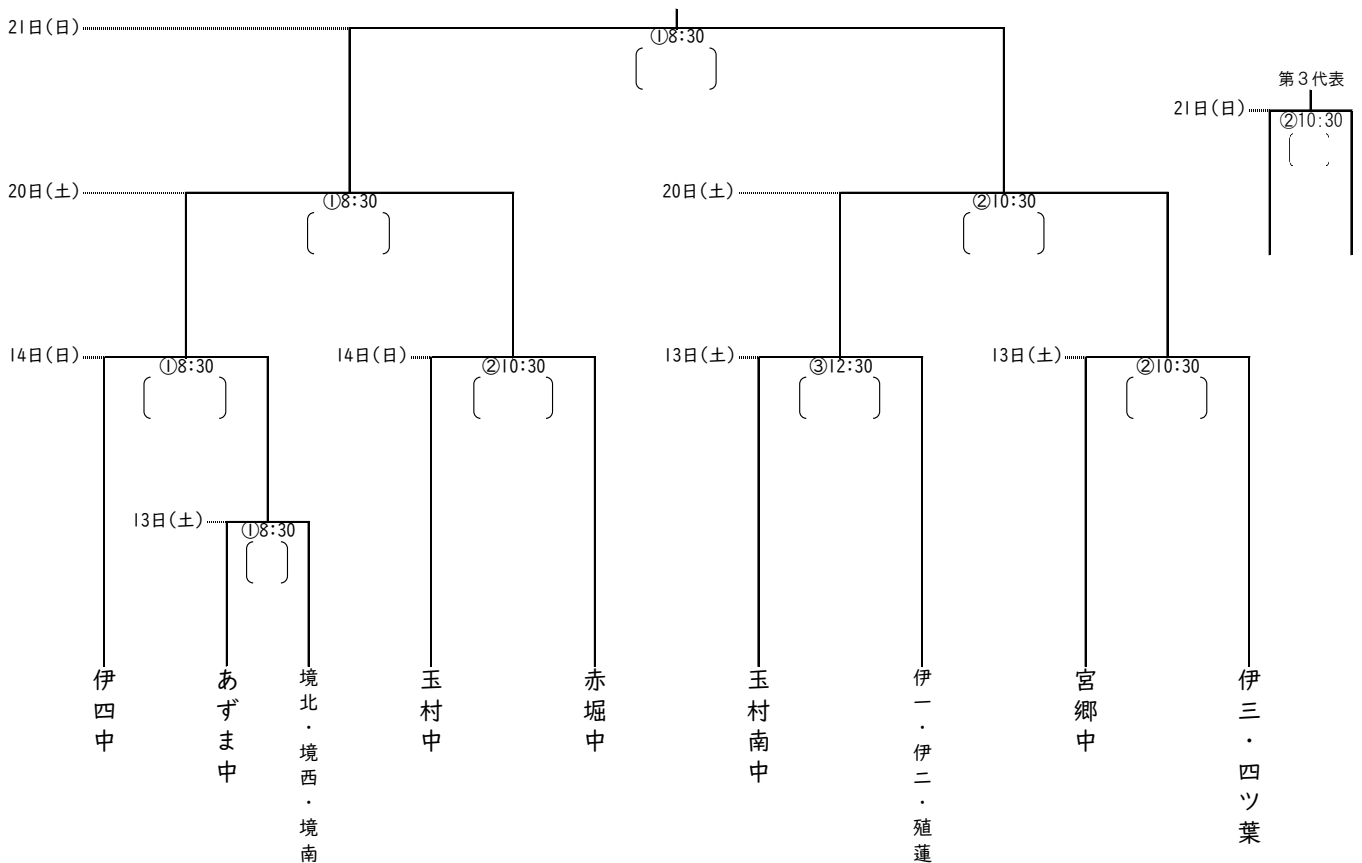 21日(日)
①8:30
第3代表
21日(日)
②10:30
20日(土)
①8:30
20日(土)
②10:30
14日(日)
①8:30
14日(日)
②10:30
13日(土)
③12:30
13日(土)
②10:30
13日(土)
①8:30
伊四中
あずま中
境北・境西・境南
玉村中
赤堀中
玉村南中
伊一・伊二・殖蓮
宮郷中
伊三・四ツ葉